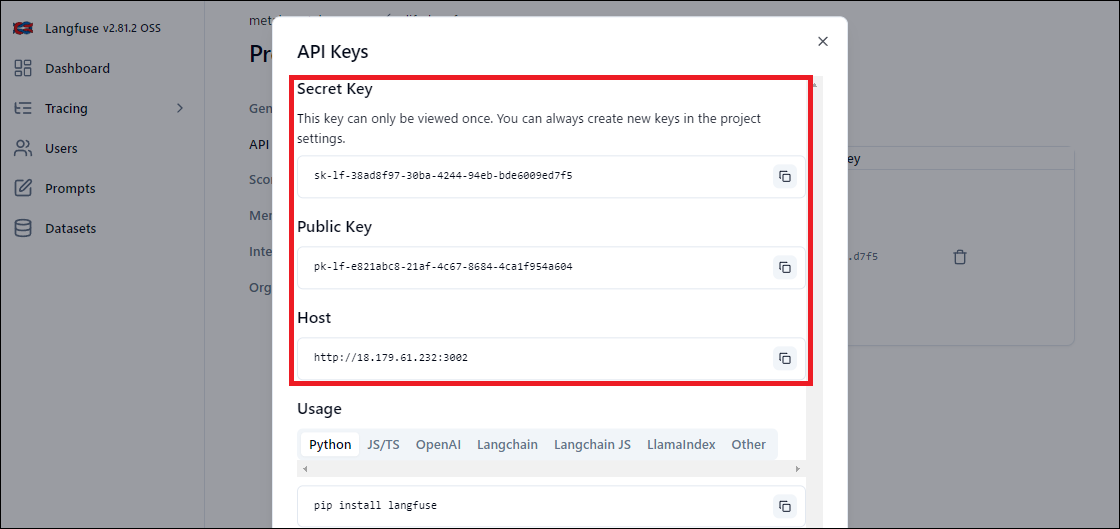 Langfuse v2.81.2 OSS
Dashboard
Tracing
Users
Prompts
Datasets
API Keys
Secret Key
This key can only be viewed once. You can always create new keys in the project
settings.
sk-lf-38ad8f97-30ba-4244-94eb-bde6009ed7f5
Public Key
pk-lf-e821abc8-21af-4c67-8684-4ca1f954a604
Host
http://18.179.61.232:3002
Usage
Python JS/TS OpenAI Langchain Langchain JS LlamaIndex Other
pip install langfuse
met
Pr
Gen
API
Scor
Mer
Inte
Org
ey
.d7f5